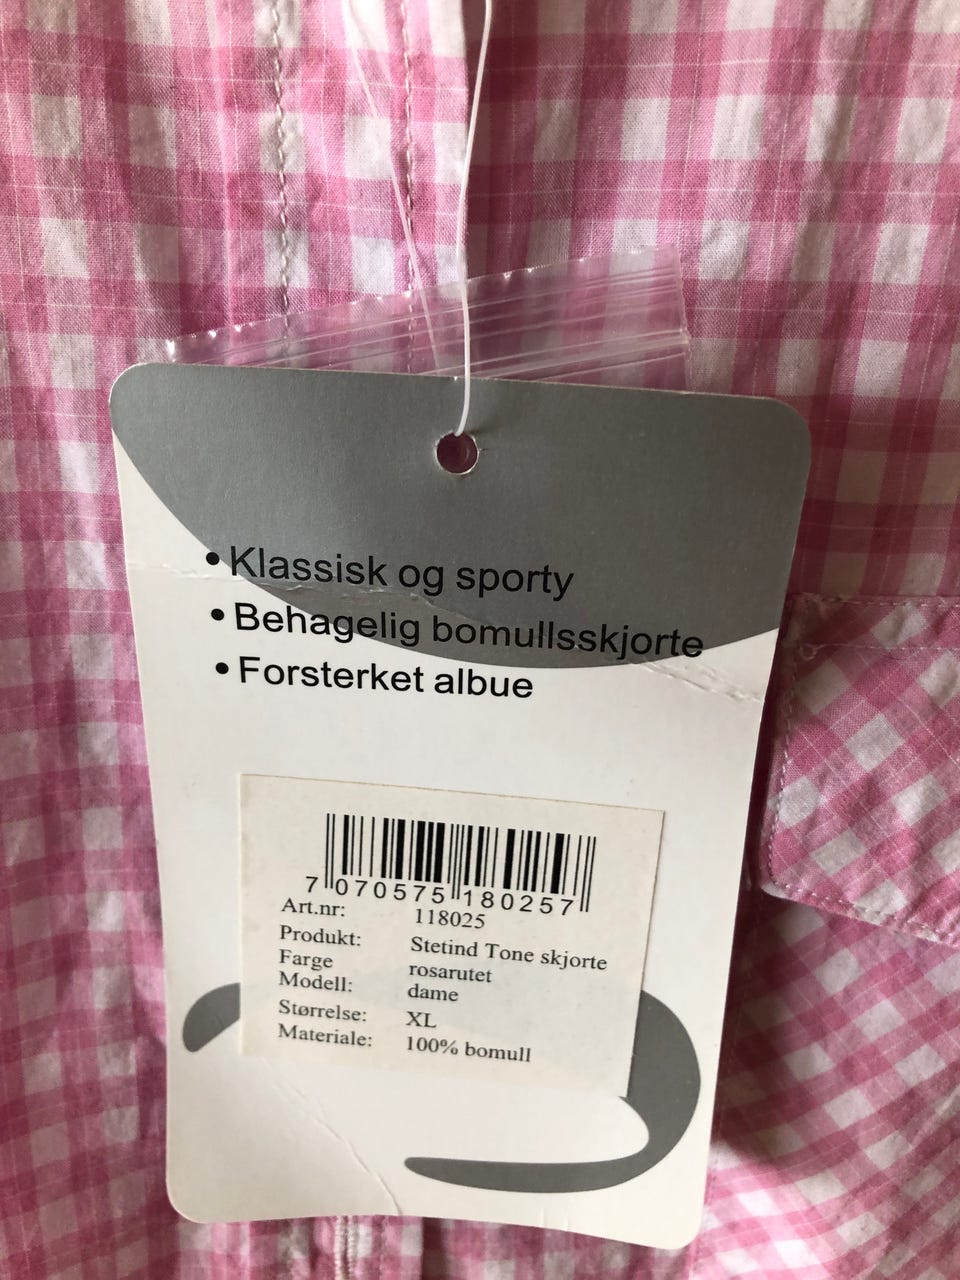 • Klassisk og sporty
• Behagelig bomullsskjorte
• Forsterket albue
7 070575 180257
Art.nr: 118025
Produkt: Stetind Tone skjorte
Farge rosarutet
Modell: dame
Størrelse: XL
Materiale: 100% bomull